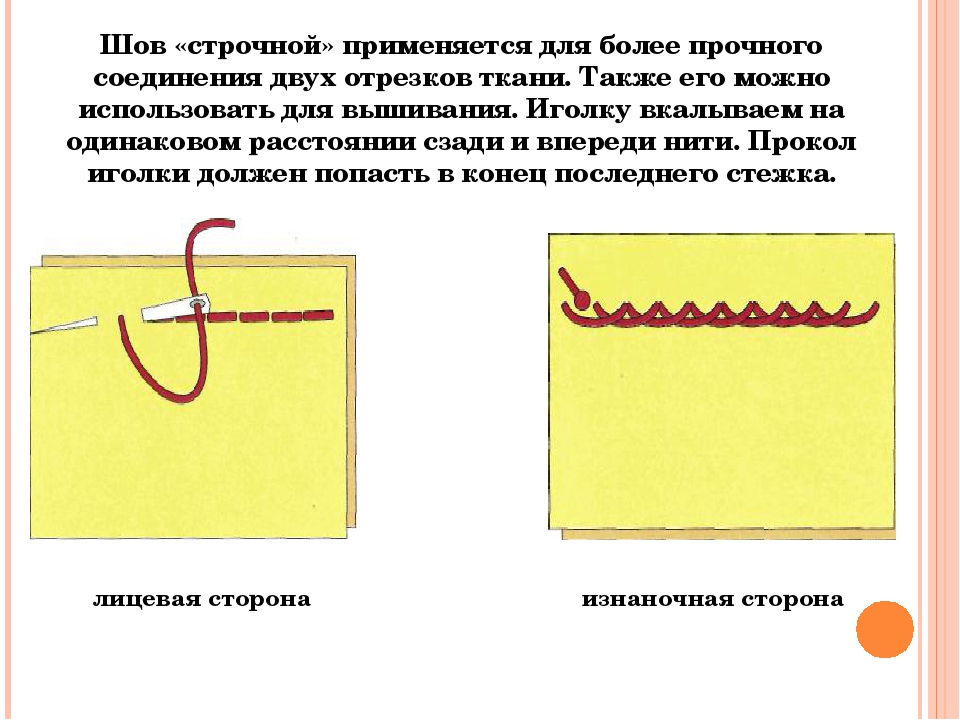 Шов «строчной» применяется для более прочного
соединения двух отрезков ткани. Также его можно
использовать для вышивания. Иголку вкалываем на
одинаковом расстоянии сзади и впереди нити. Прокол
иголки должен попасть в конец последнего стежка.
лицевая сторона
изнаночная сторона